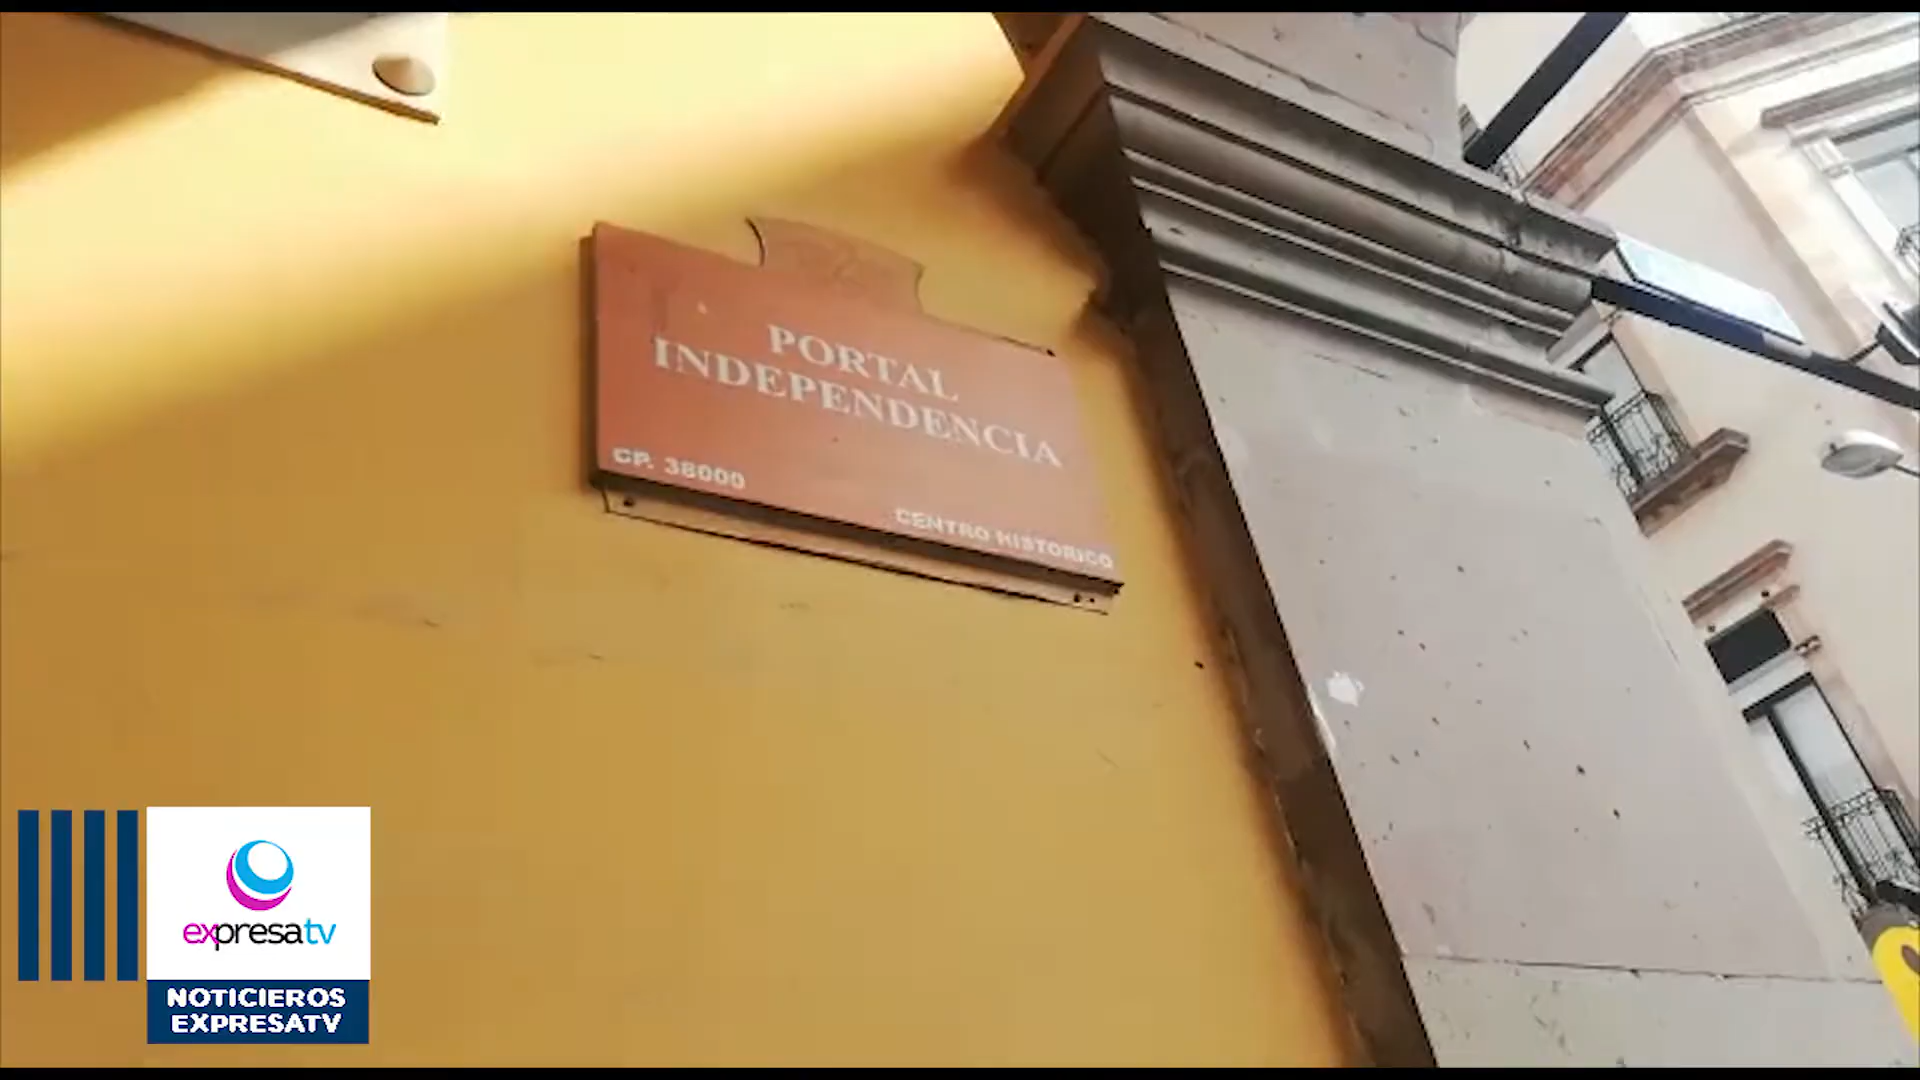 PORTAL
INDEPENDENCIA
CP. 38000
CENTRO HISTORICO
expresatv
NOTICIEROS
EXPRESATV